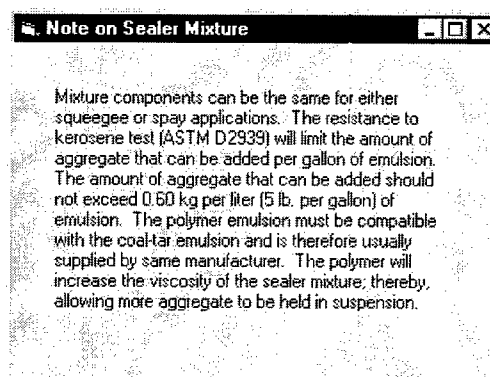 Note on Sealer Mixture
Mixture components can be the same for either
squeegee or spay applications. The resistance to
kerosene test (ASTM D2939) will limit the amount of
aggregate that can be added per gallon of emulsion.
The amount of aggregate that can be added should
not exceed 0.60 kg per liter (5 lb. per gallon) of
emulsion. The polymer emulsion must be compatible
with the coal-tar emulsion and is therefore usually
supplied by same manufacturer. The polymer will
increase the viscosity of the sealer mixture; thereby,
allowing more aggregate to be held in suspension.